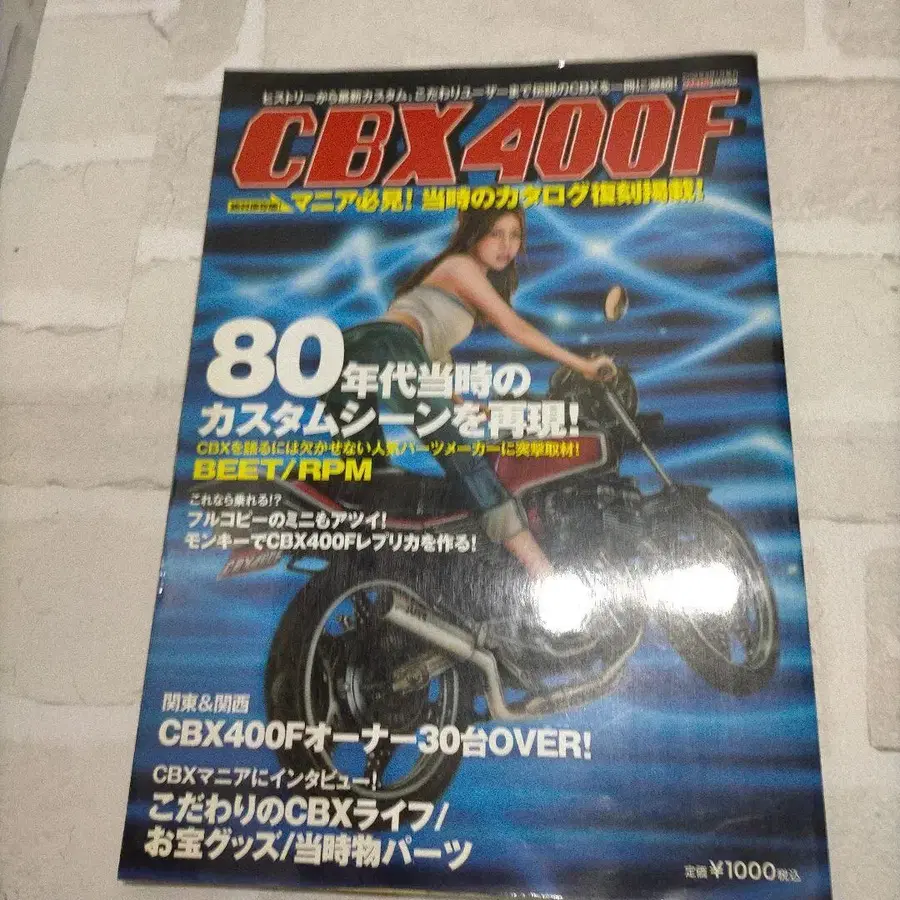 ヒストリーから最新カスタム、こだわりユーザーまで伝説のCBXを一冊に凝縮!
CBX400F
マニア必見! 当時のカタログ復刻掲載!
80年代当時の
カスタムシーンを再現!
CBXを語るには欠かせない人気パーツメーカーに突撃取材!
BEET/RPM
これなら乗れる!?
フルコピーのミニもアツイ!
モンキーでCBX400Fレプリカを作る!
CBX400F
関東&関西
CBX400Fオーナー30台OVER!
CBXマニアにインタビュー!
こだわりのCBXライフ/
お宝グッズ/当時物パーツ
定価¥1000税込